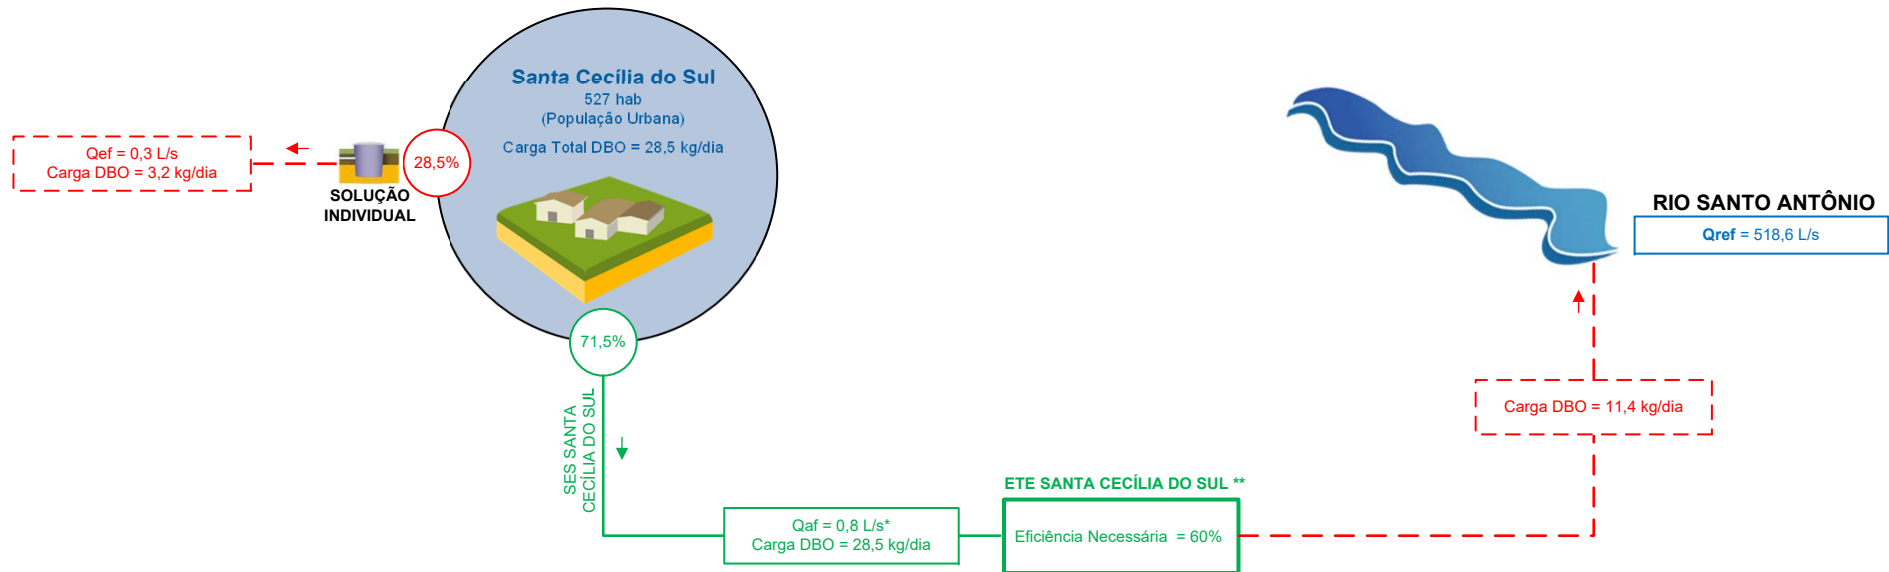 Santa Cecília do Sul
527 hab
(População Urbana)
Carga Total DBO = 28,5 kg/dia
Qef = 0,3 L/s
Carga DBO = 3,2 kg/dia
28,5%
SOLUÇÃO
INDIVIDUAL
71,5%
SES SANTA
CECÍLIA DO SUL
Qaf = 0,8 L/s*
Carga DBO = 28,5 kg/dia
ETE SANTA CECÍLIA DO SUL **
Eficiência Necessária = 60%
Carga DBO = 11,4 kg/dia
RIO SANTO ANTÔNIO
Qref = 518,6 L/s